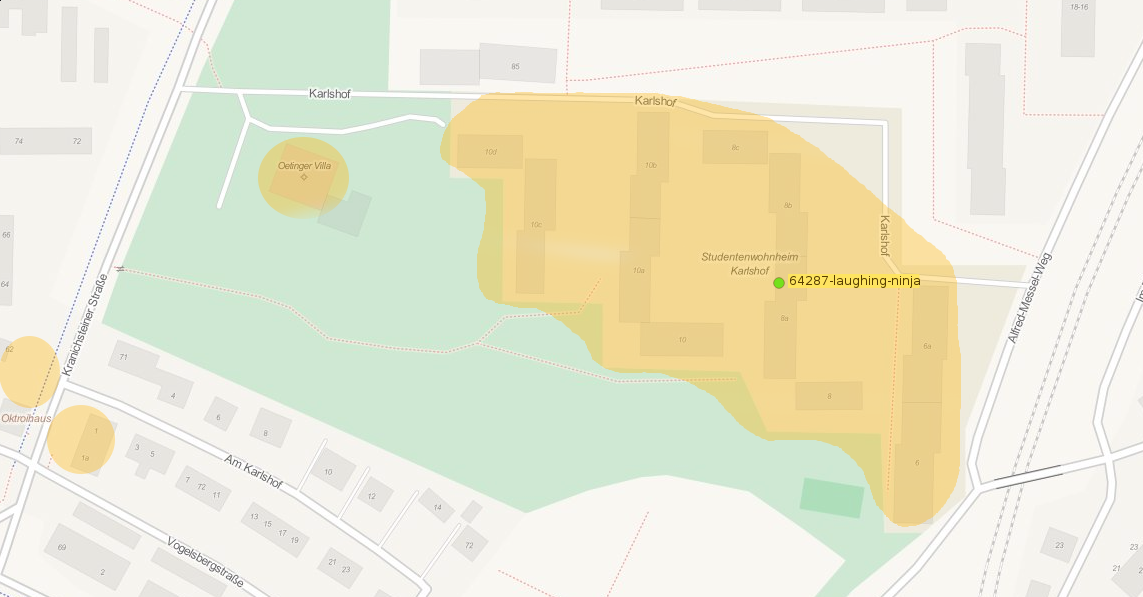 18-16
85
Karlshof
Karlshof
74
72
10d
10b
8c
Oetinger Villa
8b
66
10c
Karlshof
Studentenwohnheim
Karlshof
10a
64287-laughing-ninja
64
Kranichsteiner Straße
Alfred-Messel-Weg
8a
10
6a
62
71
4
8
6
8
Oktroihaus
1
1a
3
5
Am Karlshof
10
7
72
11
12
14
6
13
15
17
19
72
69
2
Vogelsbergstraße
21
23
23
23
21